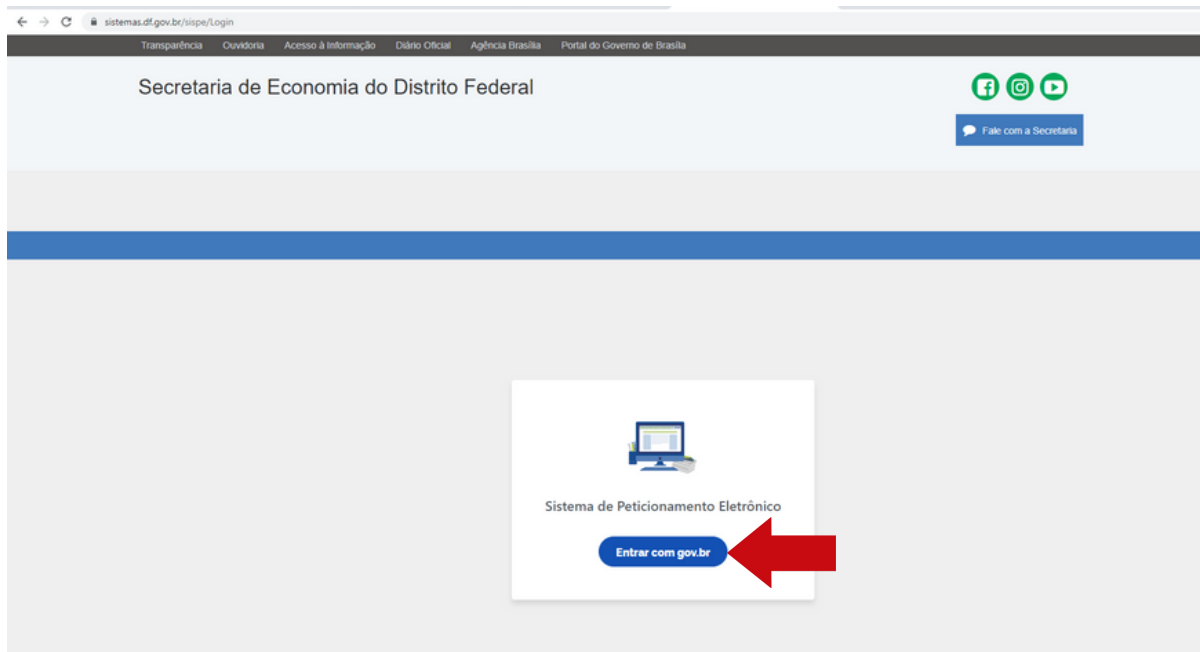 sistemas.df.gov.br/sispe/Login
Transparência Ouvidoria Acesso à Informação Diário Oficial Agência Brasília Portal do Governo de Brasília
Secretaria de Economia do Distrito Federal
Fale com a Secretaria
Sistema de Peticionamento Eletrônico
Entrar com gov.br